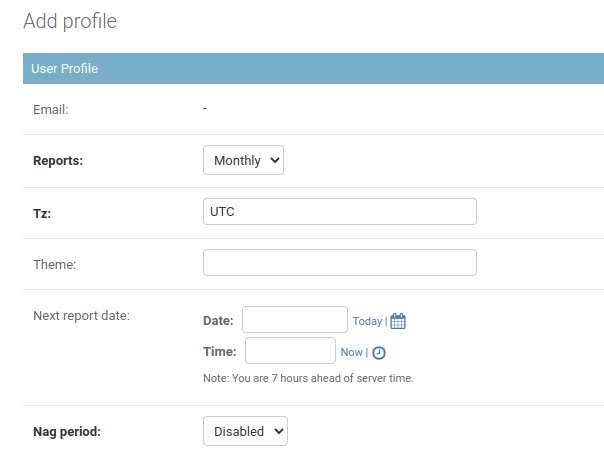 Add profile
User Profile
Email: -
Reports: Monthly
Tz: UTC
Theme:
Next report date: Date: Today |
Time: Now |
Note: You are 7 hours ahead of server time.
Nag period: Disabled